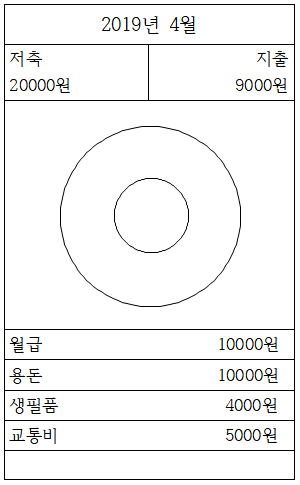 2019년 4월
저축 지출
20000원 9000원
월급 10000원
용돈 10000원
생필품 4000원
교통비 5000원